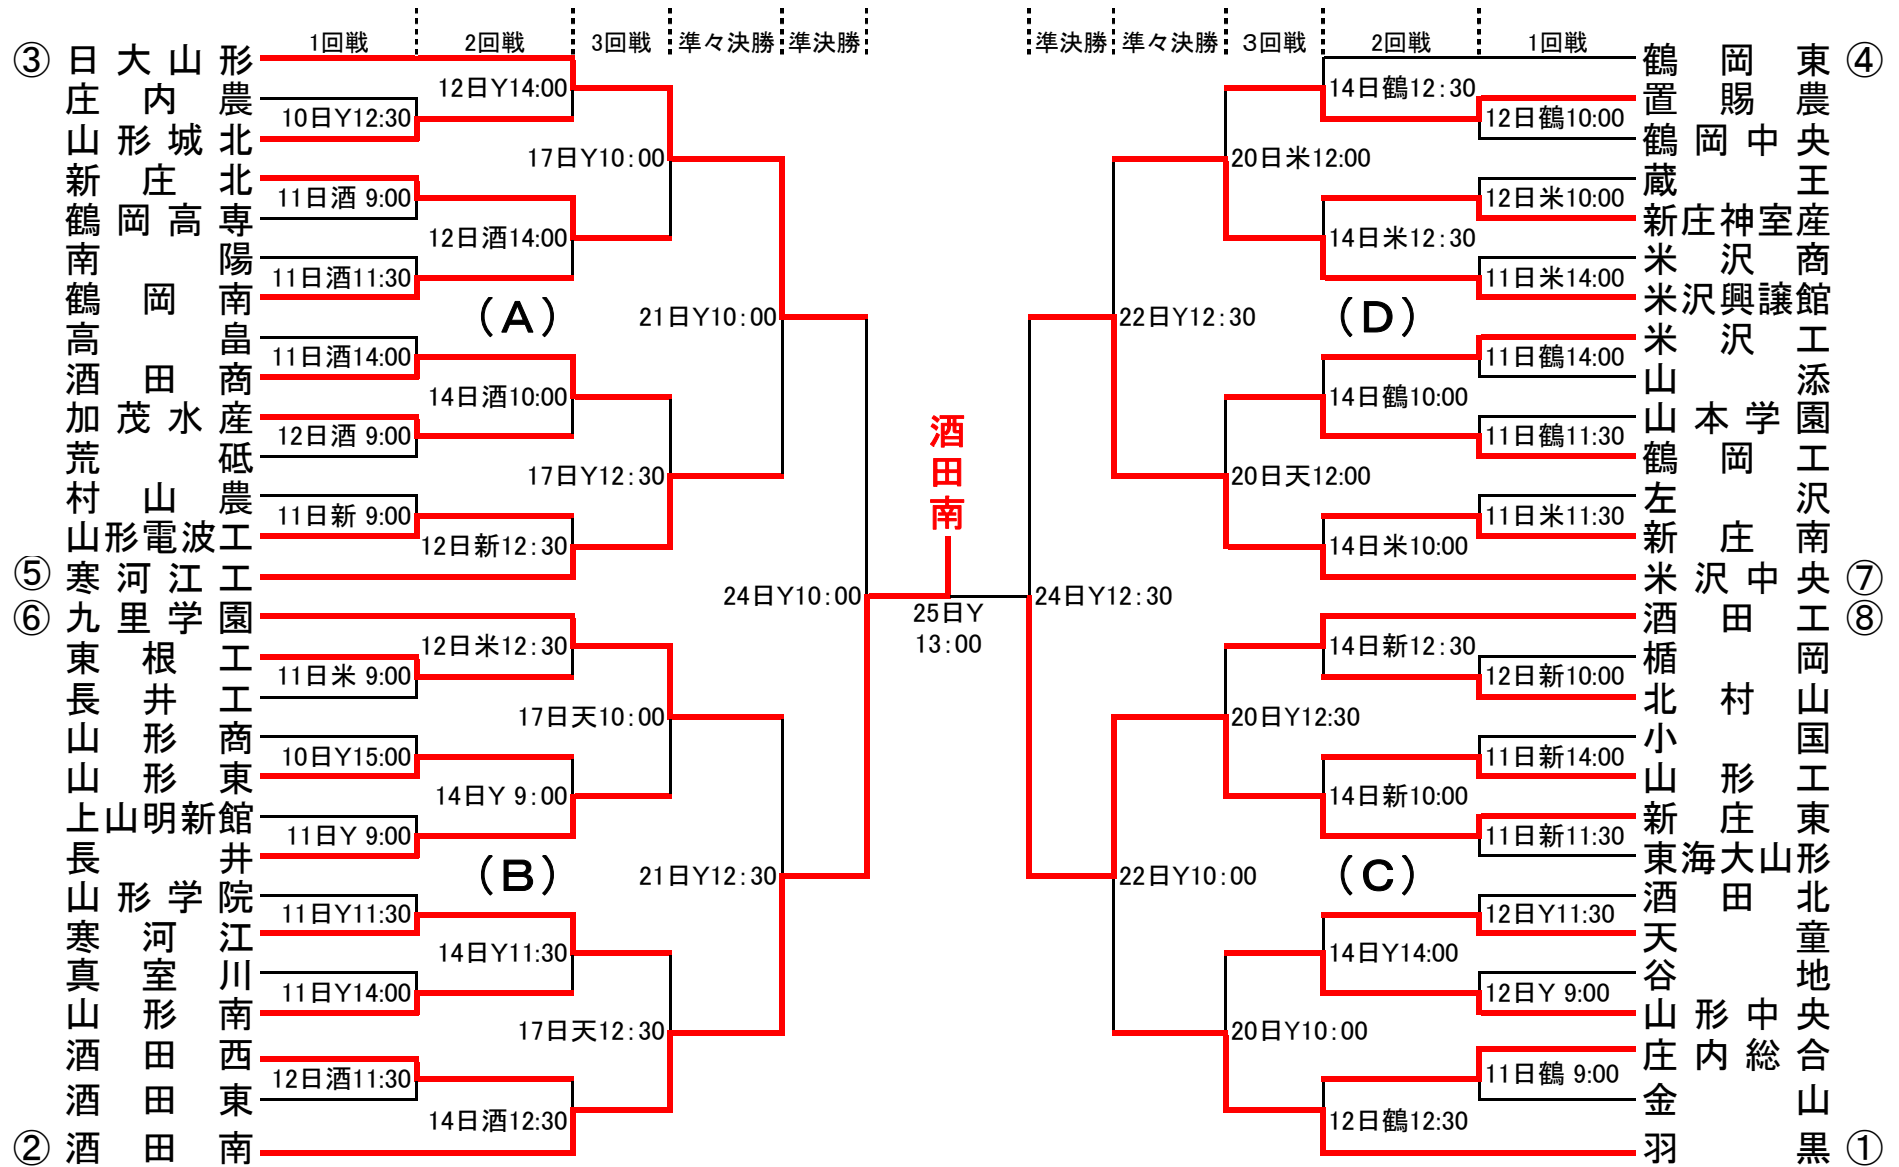 1回戦 2回戦 3回戦 準々決勝 準決勝
③ 日大山形
庄内農
山形城北
新庄北
鶴岡高専
南陽
鶴岡南
高畠
酒田商
加茂水産
荒砥
村山農
山形電波工
⑤ 寒河江工
⑥ 九里学園
東根工
長井工
山形商
山形東
上山明新館
長井
山形学院
寒河江
真室川
山形南
酒田西
酒田東
② 酒田南
10日Y12:30
11日酒 9:00
11日酒11:30
11日酒14:00
12日酒 9:00
11日新 9:00
11日米 9:00
10日Y15:00
11日Y 9:00
11日Y11:30
11日Y14:00
12日酒11:30
12日Y14:00
12日酒14:00
14日酒10:00
12日新12:30
12日米12:30
14日Y 9:00
14日Y11:30
14日酒12:30
(A)
(B)
17日Y10:00
17日Y12:30
17日天10:00
17日天12:30
21日Y10:00
21日Y12:30
24日Y10:00
酒田南
25日Y
13:00
準決勝 準々決勝 3回戦 2回戦 1回戦
24日Y12:30
22日Y12:30
22日Y10:00
20日米12:00
20日天12:00
20日Y12:30
20日Y10:00
(D)
(C)
14日鶴12:30
14日米12:30
14日鶴10:00
14日米10:00
14日新12:30
14日新10:00
14日Y14:00
12日鶴12:30
12日鶴10:00
12日米10:00
11日米14:00
11日鶴14:00
11日鶴11:30
11日米11:30
12日新10:00
11日新14:00
11日新11:30
12日Y11:30
12日Y 9:00
11日鶴 9:00
鶴岡東 ④
置賜農
鶴岡中央
蔵王
新庄神室産
米沢商
米沢興譲館
米沢工
山添
山本学園
鶴岡工
左沢
新庄南
米沢中央 ⑦
酒田工 ⑧
楯岡
北村山
小国
山形工
新庄東
東海大山形
酒田北
天童
谷地
山形中央
庄内総合
金山
羽黒 ①